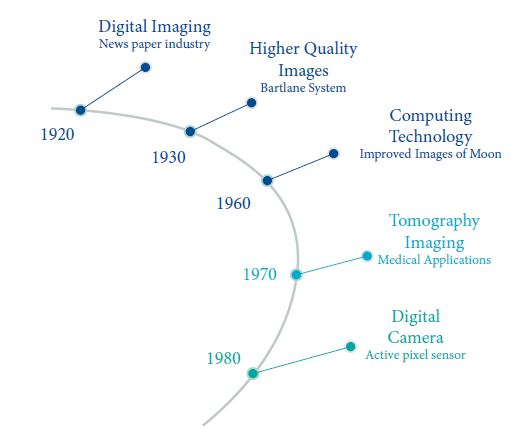 Digital Imaging
News paper industry
1920
Higher Quality
Images
Bartlane System
1930
Computing
Technology
Improved Images of Moon
1960
Tomography
Imaging
Medical Applications
1970
Digital
Camera
Active pixel sensor
1980